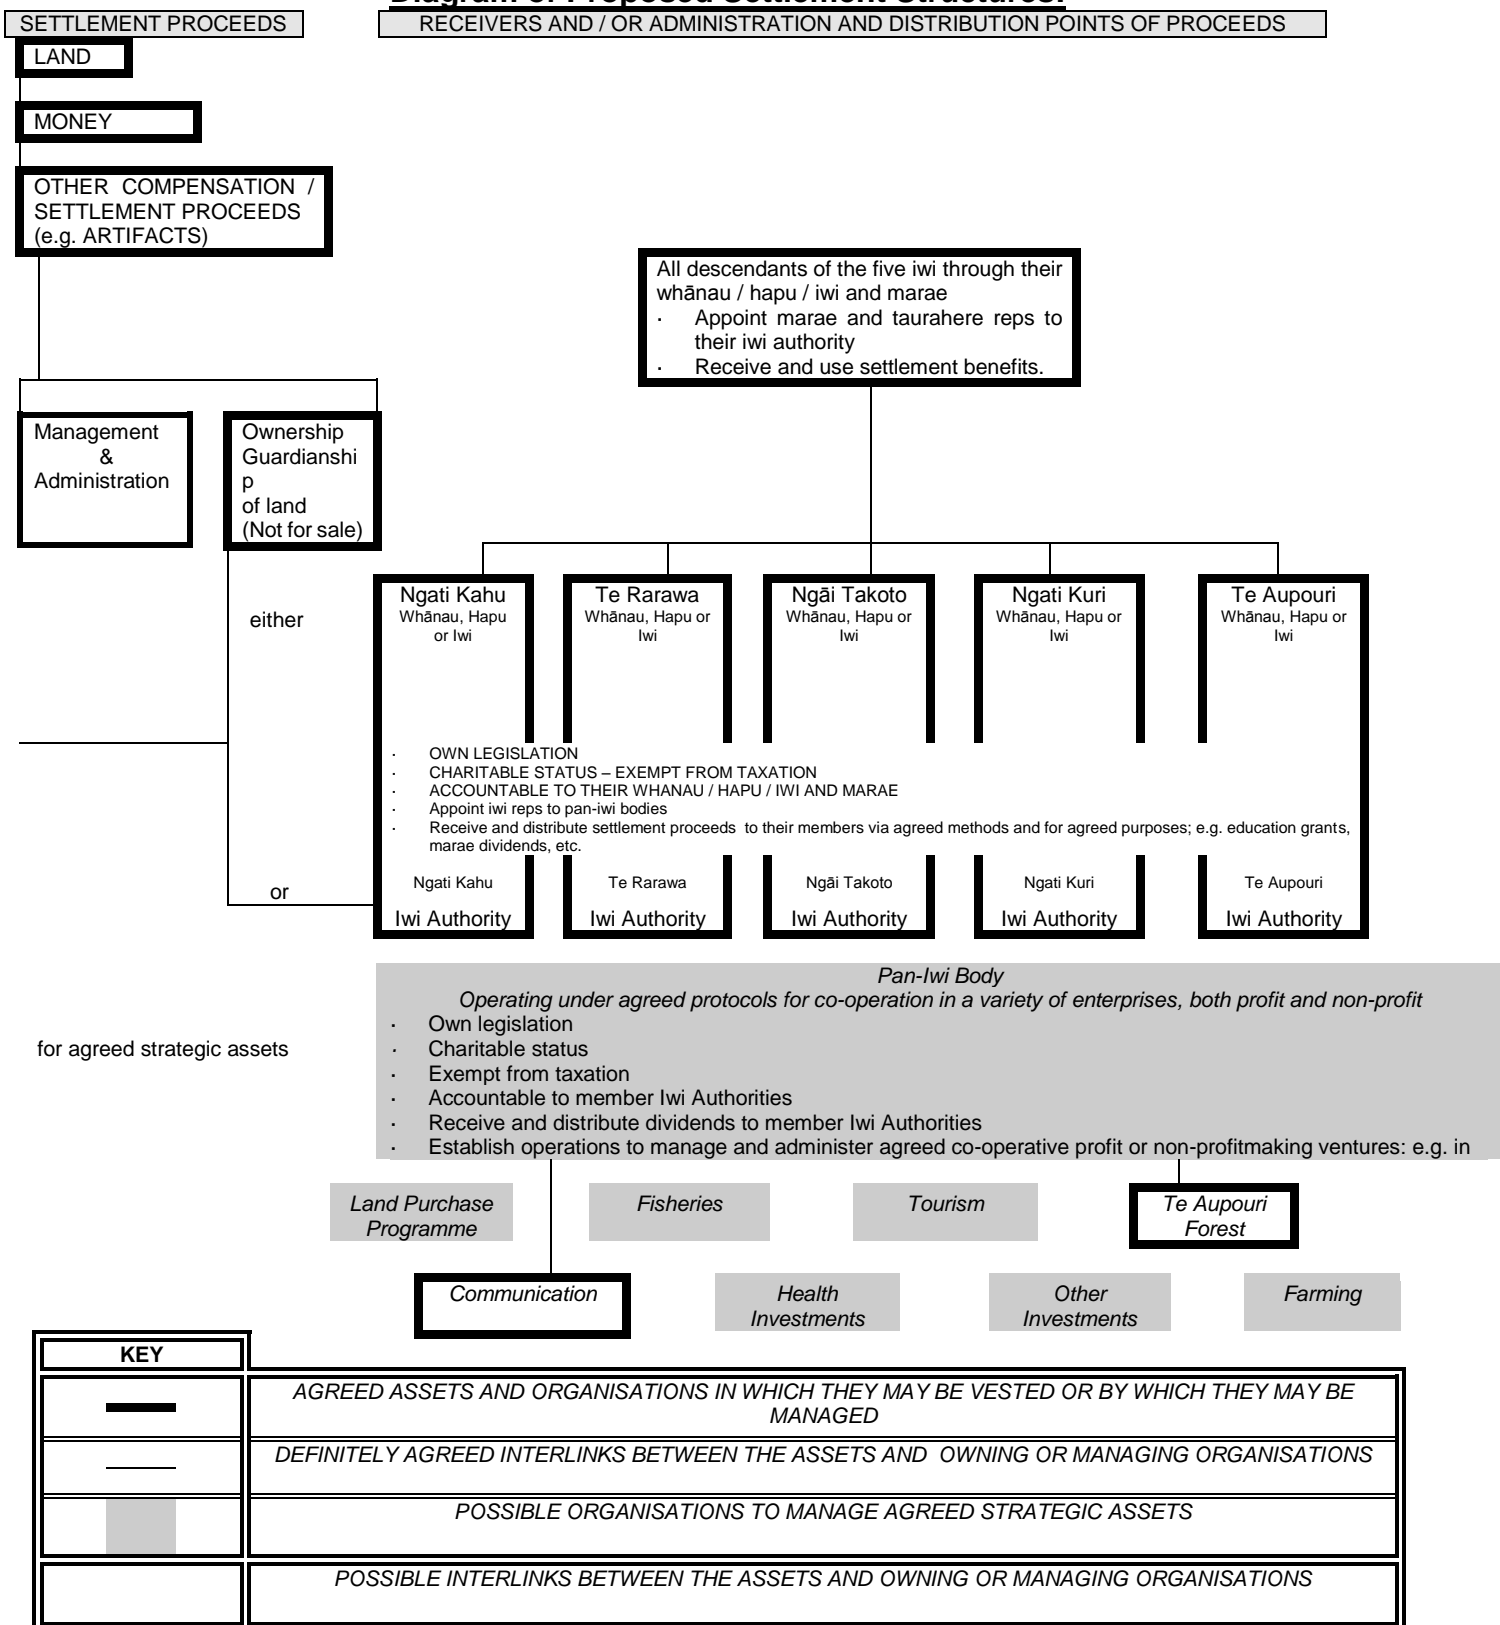 Diagram of Proposed Settlement Structures:
SETTLEMENT PROCEEDS
RECEIVERS AND / OR ADMINISTRATION AND DISTRIBUTION POINTS OF PROCEEDS
LAND
MONEY
OTHER COMPENSATION /
SETTLEMENT PROCEEDS
(e.g. ARTIFACTS)
All descendants of the five iwi through their
whānau / hapu / iwi and marae
· Appoint marae and taurahere reps to
their iwi authority
· Receive and use settlement benefits.
Management
&
Administration
Ownership
Guardianshi
p
of land
(Not for sale)
either
Ngati Kahu
Whānau, Hapu
or Iwi
Te Rarawa
Whānau, Hapu or
Iwi
Ngāi Takoto
Whānau, Hapu or
Iwi
Ngati Kuri
Whānau, Hapu or
Iwi
Te Aupouri
Whānau, Hapu or
Iwi
· OWN LEGISLATION
· CHARITABLE STATUS – EXEMPT FROM TAXATION
· ACCOUNTABLE TO THEIR WHANAU / HAPU / IWI AND MARAE
· Appoint iwi reps to pan-iwi bodies
· Receive and distribute settlement proceeds to their members via agreed methods and for agreed purposes; e.g. education grants,
marae dividends, etc.
or
Ngati Kahu
Iwi Authority
Te Rarawa
Iwi Authority
Ngāi Takoto
Iwi Authority
Ngati Kuri
Iwi Authority
Te Aupouri
Iwi Authority
Pan-Iwi Body
Operating under agreed protocols for co-operation in a variety of enterprises, both profit and non-profit
· Own legislation
· Charitable status
· Exempt from taxation
· Accountable to member Iwi Authorities
· Receive and distribute dividends to member Iwi Authorities
· Establish operations to manage and administer agreed co-operative profit or non-profitmaking ventures: e.g. in
for agreed strategic assets
Land Purchase
Programme
Fisheries
Tourism
Te Aupouri
Forest
Communication
Health
Investments
Other
Investments
Farming
KEY
AGREED ASSETS AND ORGANISATIONS IN WHICH THEY MAY BE VESTED OR BY WHICH THEY MAY BE
MANAGED
DEFINITELY AGREED INTERLINKS BETWEEN THE ASSETS AND OWNING OR MANAGING ORGANISATIONS
POSSIBLE ORGANISATIONS TO MANAGE AGREED STRATEGIC ASSETS
POSSIBLE INTERLINKS BETWEEN THE ASSETS AND OWNING OR MANAGING ORGANISATIONS